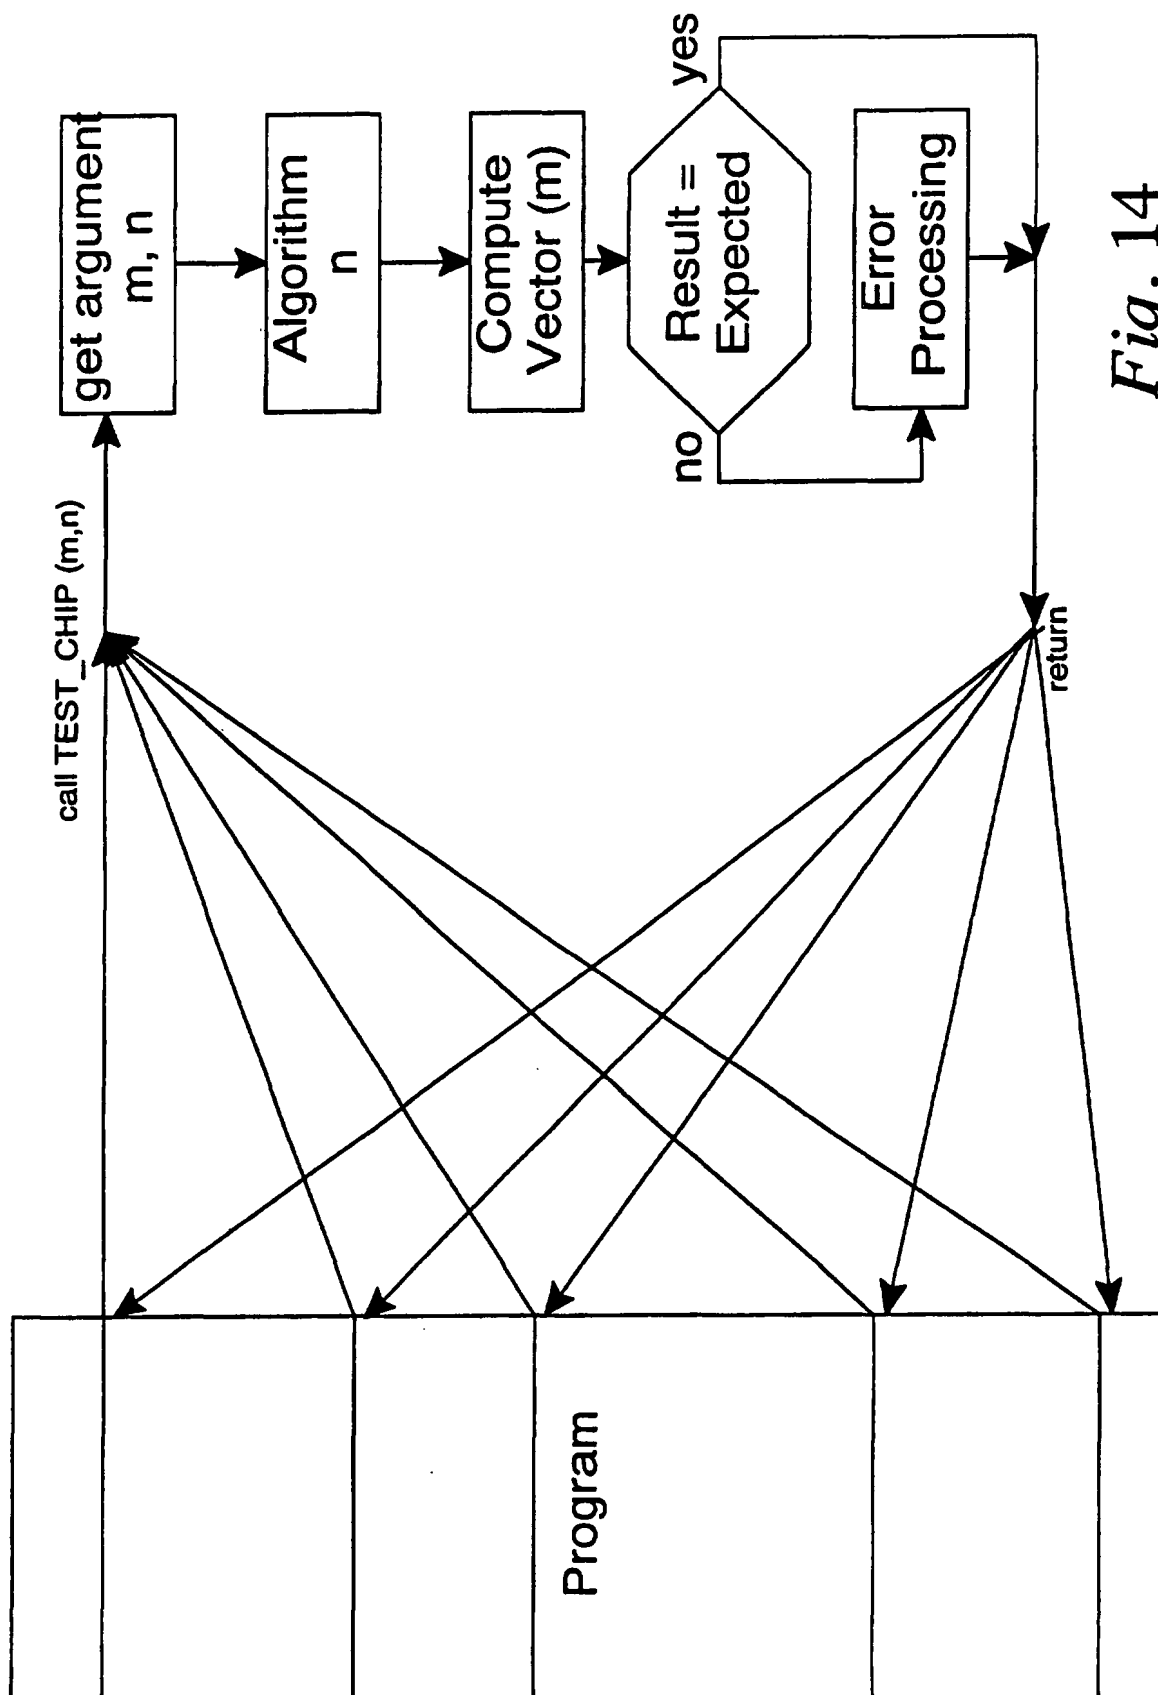 call TEST_CHIP (m,n)
get argument
m, n
Algorithm
n
Compute
Vector (m)
Result =
Expected
no
yes
Error
Processing
return
Program
Fig. 14